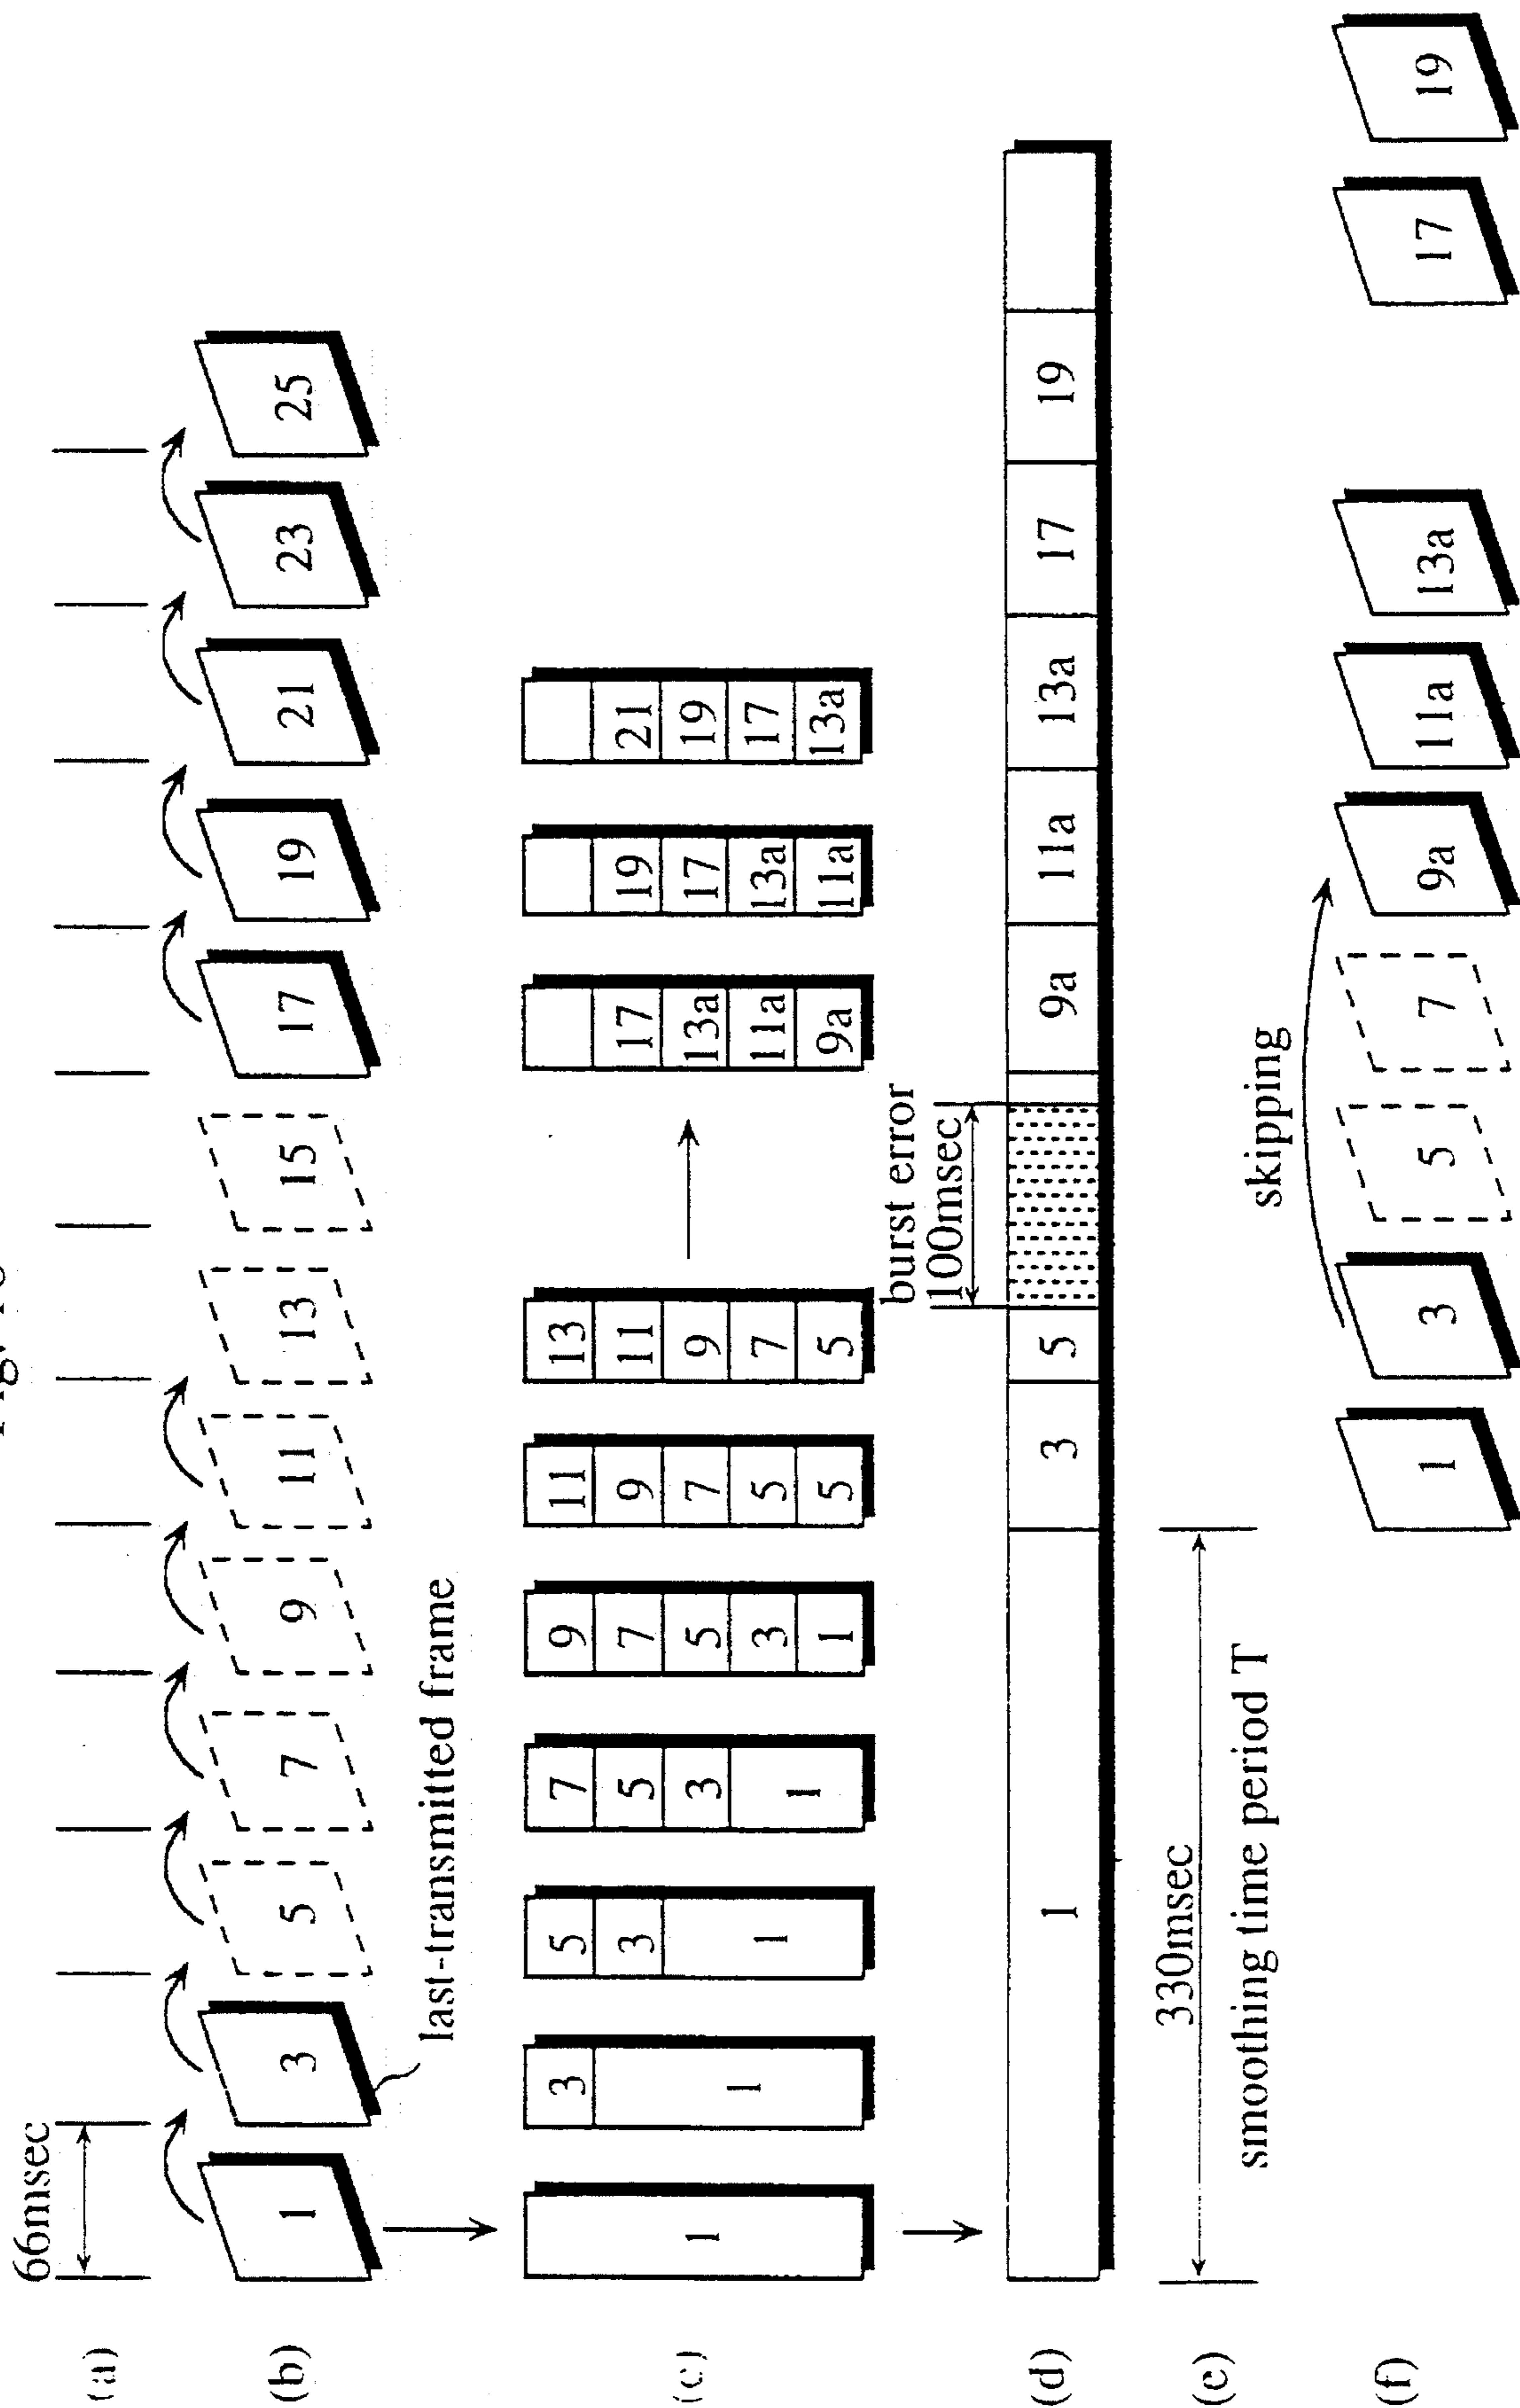 66msec
(a)
(b)
1
3
5
7
9
11
13
15
17
19
21
23
25
last-transmitted frame
(c)
1
3
1
5
3
1
7
5
3
1
9
7
5
3
1
11
9
7
5
5
13
11
9
7
5
17
13a
11a
9a
19
17
13a
11a
21
19
17
13a
burst error
100msec
(d)
1
3
5
9a
11a
13a
17
19
(e)
330msec
smoothing time period T
skipping
(f)
1
3
5
7
9a
11a
13a
17
19